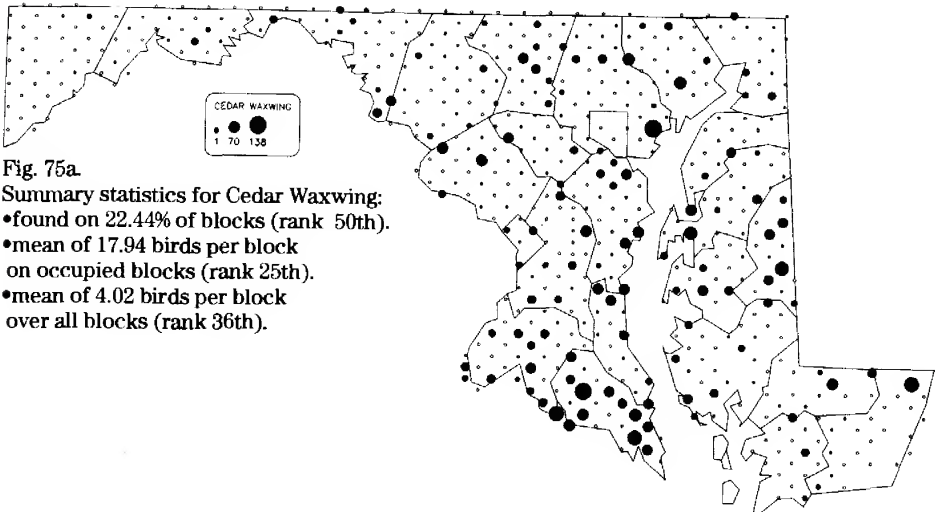 CEDAR WAXWING
1 70 138
Fig. 75a.
Summary statistics for Cedar Waxwing:
•found on 22.44% of blocks (rank 50th).
•mean of 17.94 birds per block
on occupied blocks (rank 25th).
•mean of 4.02 birds per block
over all blocks (rank 36th).